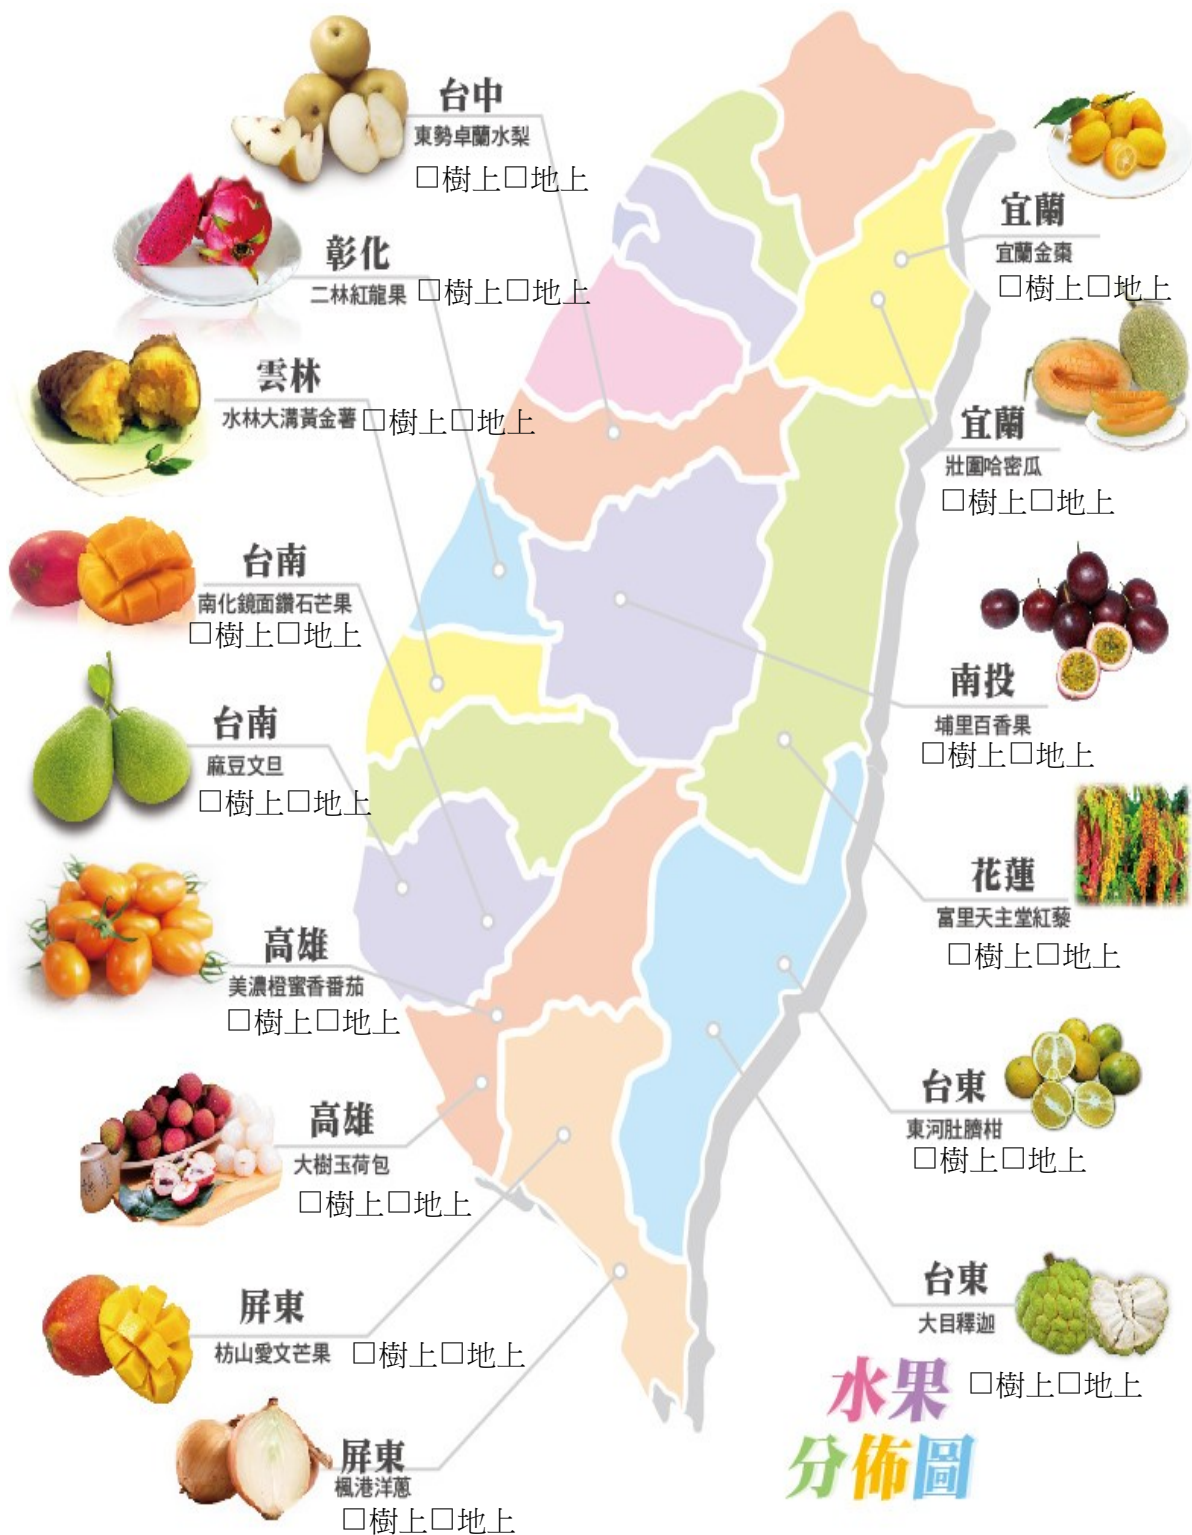 台中
東勢卓蘭水梨
□樹上□地上
彰化
二林紅龍果 □樹上□地上
雲林
水林大溝黃金薯 □樹上□地上
台南
南化鏡面鑽石芒果
□樹上□地上
台南
麻豆文旦
□樹上□地上
高雄
美濃橙蜜香番茄
□樹上□地上
高雄
大樹玉荷包
□樹上□地上
屏東
枋山愛文芒果 □樹上□地上
屏東
楓港洋蔥
□樹上□地上
宜蘭
宜蘭金棗
□樹上□地上
宜蘭
壯圍哈密瓜
□樹上□地上
南投
埔里百香果
□樹上□地上
花蓮
富里天主堂紅藜
□樹上□地上
台東
東河肚臍柑
□樹上□地上
台東
大目釋迦
□樹上□地上
水果
分佈圖